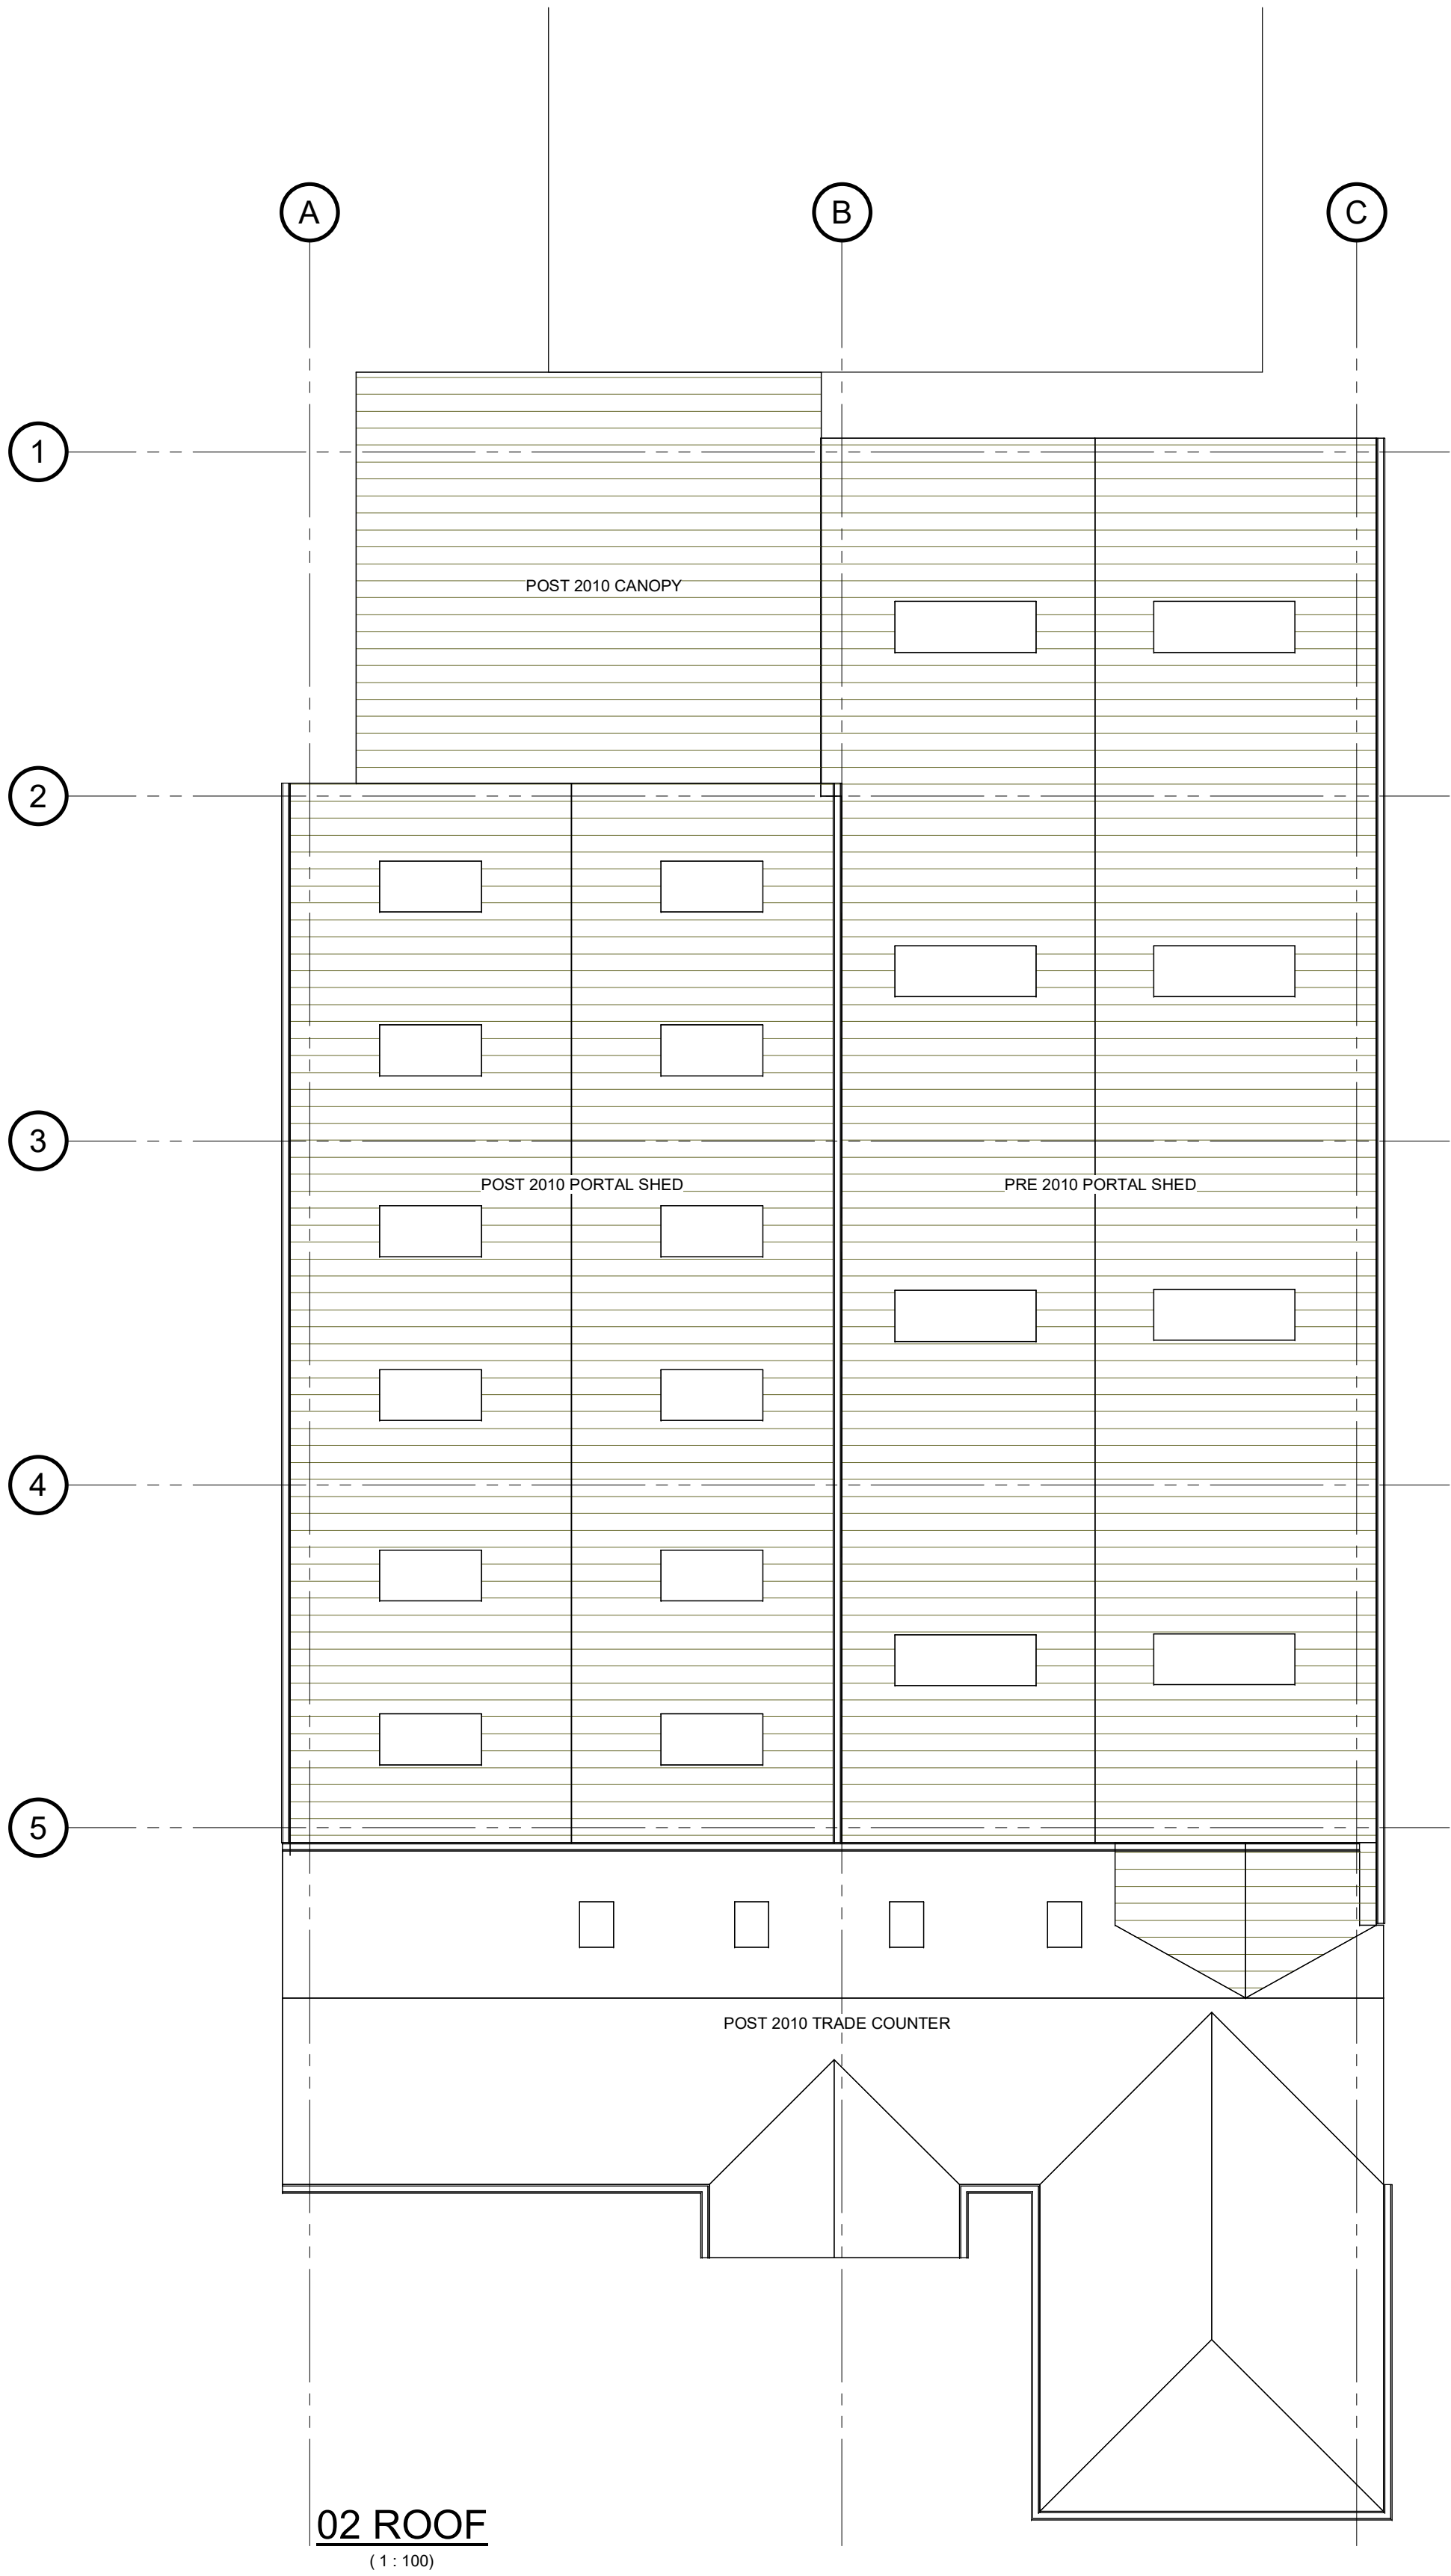 A
B
C
1
POST 2010 CANOPY
2
3
POST 2010 PORTAL SHED
PRE 2010 PORTAL SHED
4
5
POST 2010 TRADE COUNTER
02 ROOF
( 1 : 100)